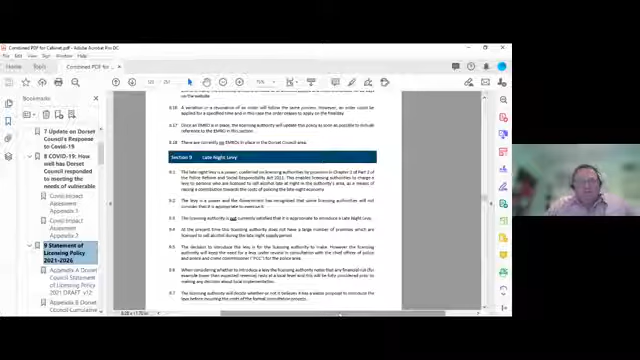 Combined PDF for Cabinet.pdf - Adobe Acrobat Pro DC
File Edit View Sign Window Help
Home Tools Combined PDF for ...
Bookmarks
7 Update on Dorset
Council's Response
to Covid-19
8 COVID-19: How
well has Dorset
Council responded
to meeting the
needs of vulnerable
Covid Impact
Assessment
Appendix 1
Covid Impact
Assessment
Appendix 2
9 Statement of
Licensing Policy
2021-2026
Appendix A Dorset
Council Statement
of Licensing Policy
2021 DRAFT v12
Appendix B Dorset
Council Cumulative
on the website.
8.16 A variation or a revocation of an order will follow the same process. However, an order could be
applied for a specified time and in this case the order ceases to apply on the final day.
8.17 Once an EMRO is in place, the licensing authority will update this policy as soon as possible to include
reference to the EMRO in this section.
8.18 There are currently no EMROs in place in the Dorset Council area.
Section 9 Late Night Levy
9.1 The late night levy is a power, conferred on licensing authorities by provision in Chapter 2 of Part 2 of
the Police Reform and Social Responsibility Act 2011. This enables licensing authorities to charge a
levy to persons who are licensed to sell alcohol late at night in the authority's area, as a means of
raising a contribution towards the costs of policing the late-night economy.
9.2 The levy is a power and the Government has recognised that some licensing authorities will not
consider that it is appropriate to exercise it.
9.3 The licensing authority is not currently satisfied that it is appropriate to introduce a Late Night Levy.
9.4 At the present time this licensing authority does not have a large number of premises which are
licensed to sell alcohol during the late night supply period
9.5 The decision to introduce the levy is for the licensing authority to make. However the licensing
authority will keep the need for a levy under review in consultation with the chief officer of police
and police and crime commissioner ("PCC") for the police area.
9.6 When considering whether to introduce a levy the licensing authority notes that any financial risk (for
example lower than expected revenue) rests at a local level and this will be fully considered prior to
making any decision about local implementation.
9.7 The licensing authority will decide whether or not it believes it has a viable proposal to introduce the
levy before incurring the costs of the formal consultation process.